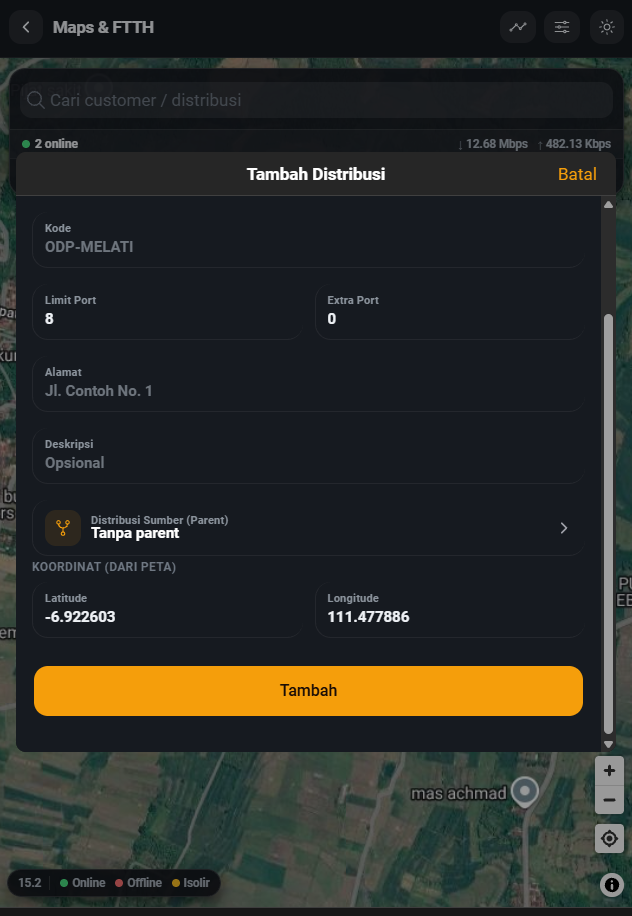 Maps & FTTH
Cari customer / distribusi
2 online
↓ 12.68 Mbps ↑ 482.13 Kbps
Tambah Distribusi
Batal
Kode
ODP-MELATI
Limit Port
8
Extra Port
0
Alamat
Jl. Contoh No. 1
Deskripsi
Opsional
Distribusi Sumber (Parent)
Tanpa parent
KOORDINAT (DARI PETA)
Latitude
-6.922603
Longitude
111.477886
Tambah
mas achmad
15.2
Online
Offline
Isolir